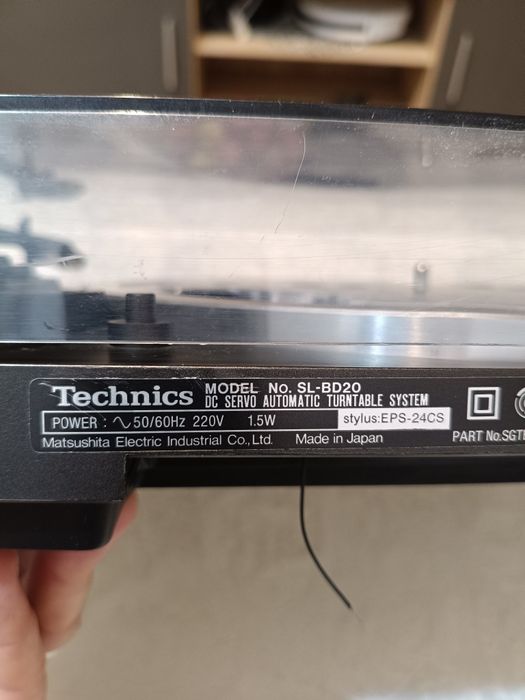 Technics MODEL No. SL-BD20
DC SERVO AUTOMATIC TURNTABLE SYSTEM
POWER : ∿50/60Hz 220V 1.5W stylus:EPS-24CS
Matsushita Electric Industrial Co., Ltd. Made in Japan
PART No.SGT